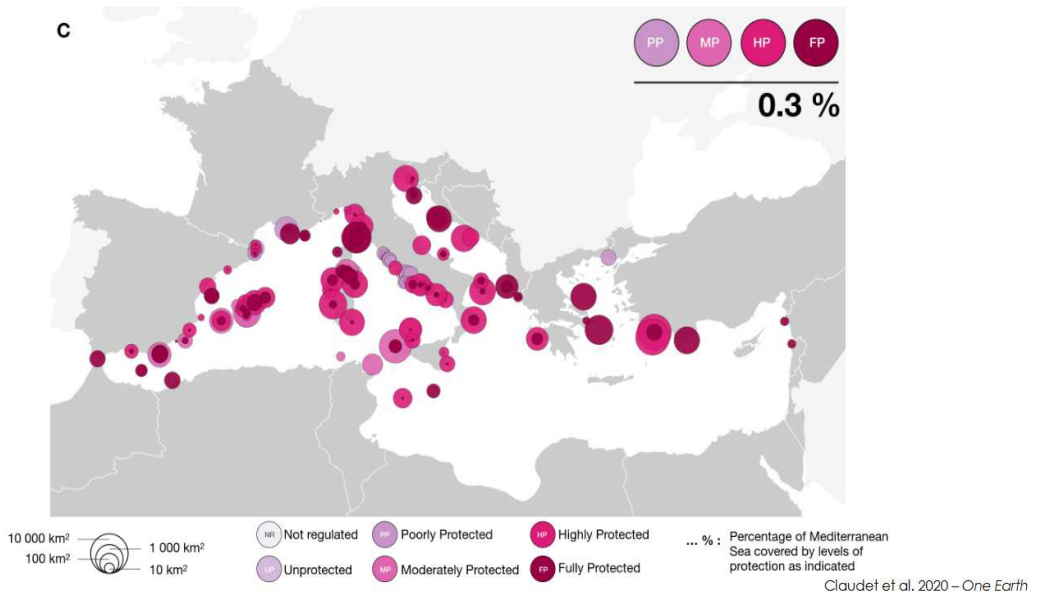 C
PP MP HP FP
0.3 %
10 000 km²
100 km²
1 000 km²
10 km²
NR Not regulated
PP Poorly Protected
HP Highly Protected
UP Unprotected
MP Moderately Protected
FP Fully Protected
... % : Percentage of Mediterranean
Sea covered by levels of
protection as indicated
Claudet et al. 2020 – One Earth